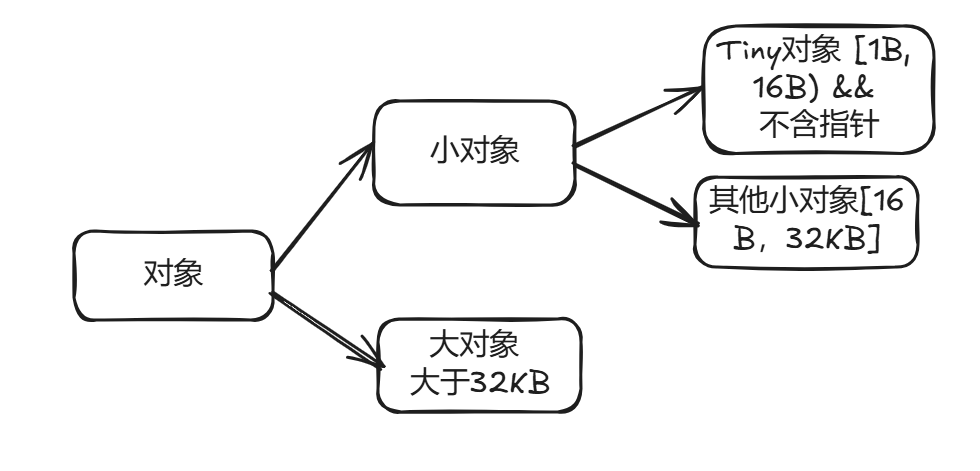 对象
小对象
Tiny对象 [1B,
16B) &&
不含指针
其他小对象[16
B, 32KB]
大对象
大于32KB